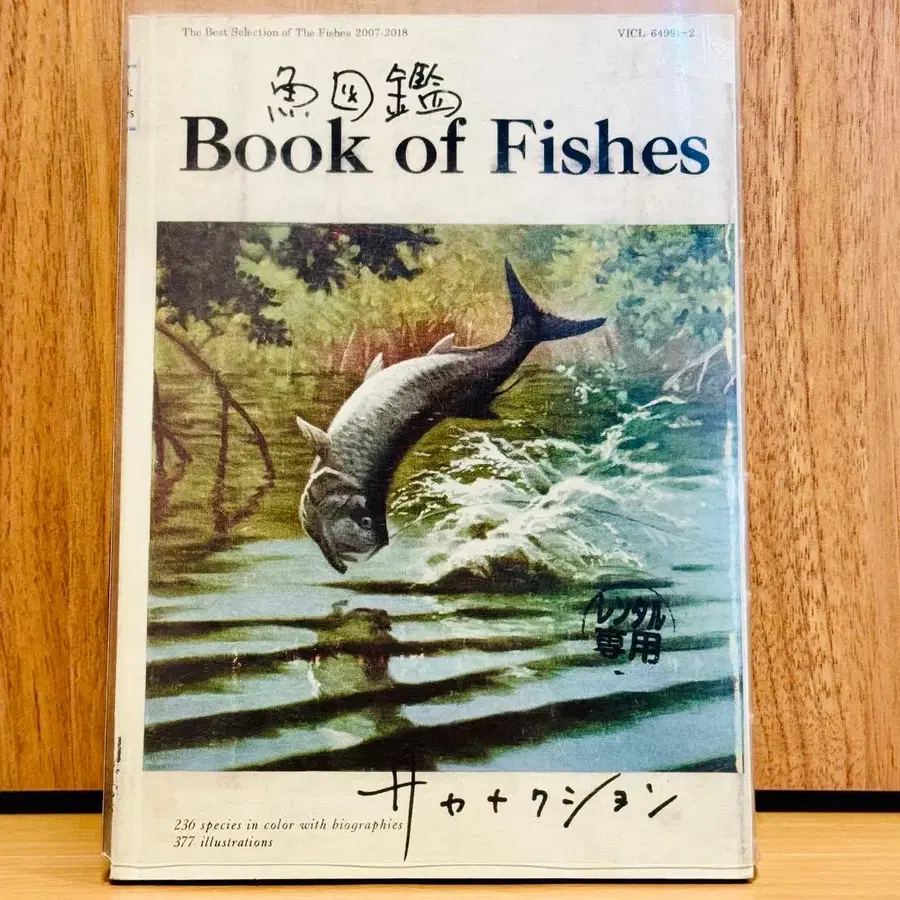 The Best Selection of The Fishes 2007-2018
VICL-64991~2
魚図鑑
Book of Fishes
レンタル
専用
サカナクション
236 species in color with biographies
377 illustrations